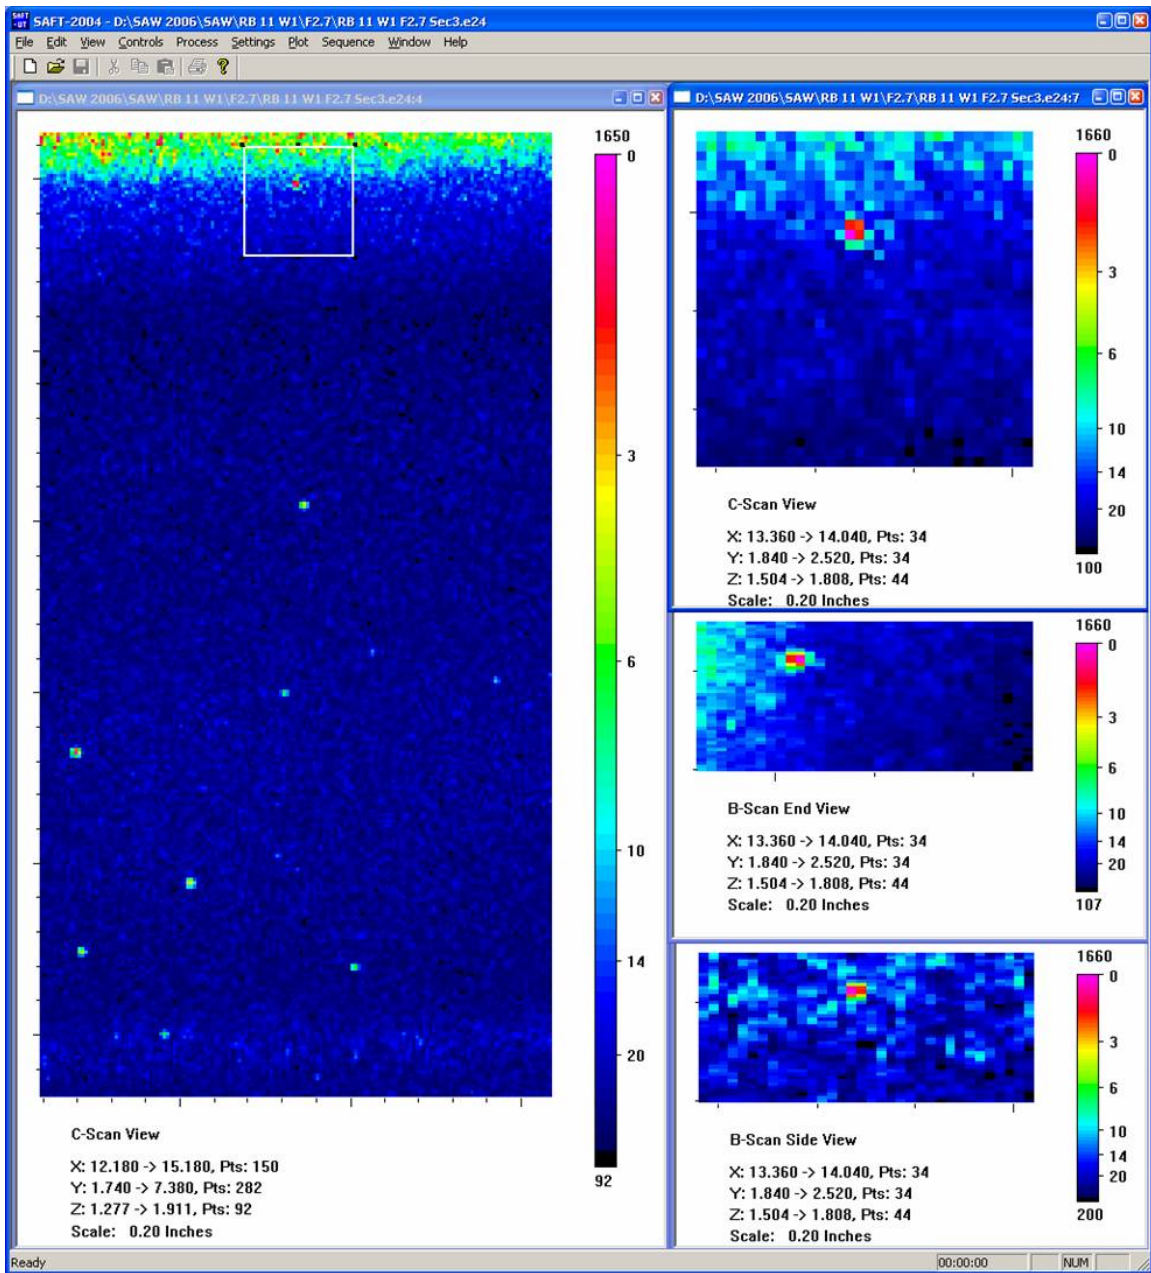 SAFT-2004 - D:\SAW 2006\SAW\RB 11 W1\F2.7\RB 11 W1 F2.7 Sec3.e24
File Edit View Controls Process Settings Plot Sequence Window Help
D:\SAW 2006\SAW\RB 11 W1\F2.7\RB 11 W1 F2.7 Sec3.e24:4
1650
0
3
6
10
14
20
92
C-Scan View
X: 12.180 -> 15.180, Pts: 150
Y: 1.740 -> 7.380, Pts: 282
Z: 1.277 -> 1.911, Pts: 92
Scale: 0.20 Inches
D:\SAW 2006\SAW\RB 11 W1\F2.7\RB 11 W1 F2.7 Sec3.e24:7
1660
0
3
6
10
14
20
100
C-Scan View
X: 13.360 -> 14.040, Pts: 34
Y: 1.840 -> 2.520, Pts: 34
Z: 1.504 -> 1.808, Pts: 44
Scale: 0.20 Inches
1660
0
3
6
10
14
20
107
B-Scan End View
X: 13.360 -> 14.040, Pts: 34
Y: 1.840 -> 2.520, Pts: 34
Z: 1.504 -> 1.808, Pts: 44
Scale: 0.20 Inches
1660
0
3
6
10
14
20
200
B-Scan Side View
X: 13.360 -> 14.040, Pts: 34
Y: 1.840 -> 2.520, Pts: 34
Z: 1.504 -> 1.808, Pts: 44
Scale: 0.20 Inches
Ready
00:00:00
NUM